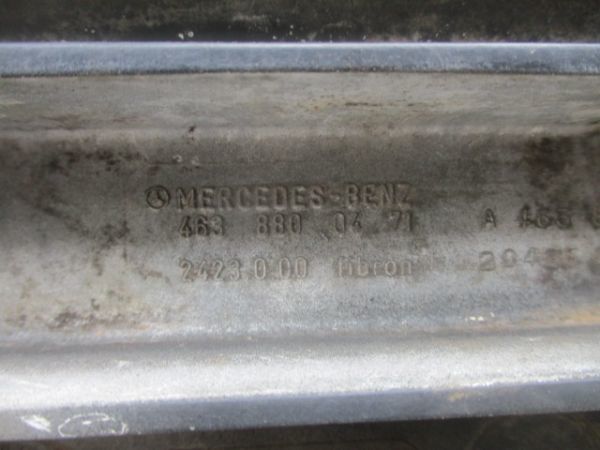 MERCEDES-BENZ
463 880 04 71 A
2423.0.00 fibron